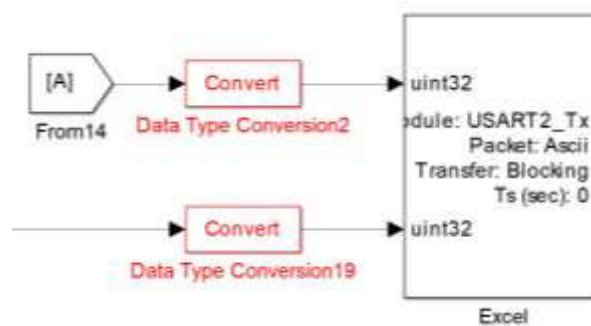 [A]
From14
Convert
Data Type Conversion2
uint32
dule: USART2_Tx
Packet: Ascii
Transfer: Blocking
Ts (sec): 0
Convert
Data Type Conversion19
uint32
Excel